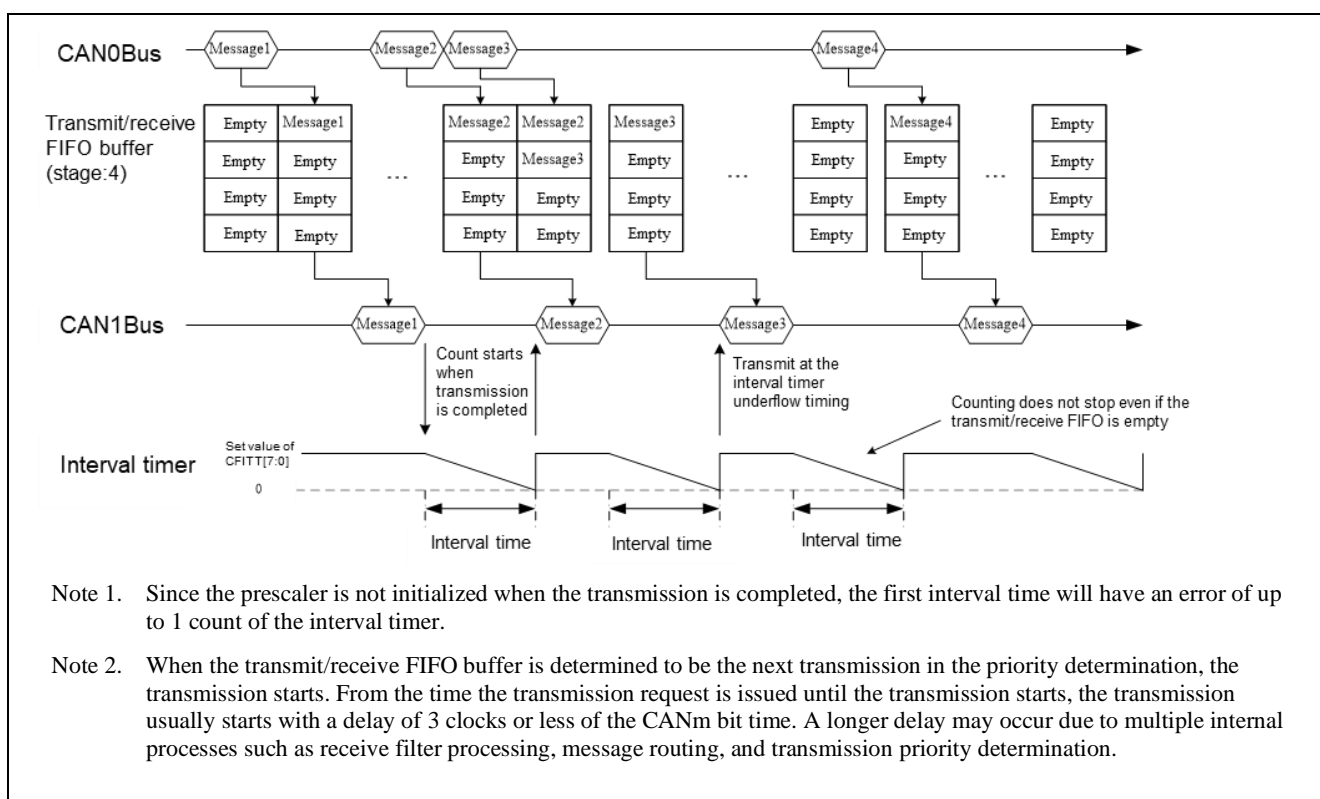 CAN0Bus
Message1
Message2
Message3
Message4
Transmit/receive
FIFO buffer
(stage:4)
Empty Message1 Message2 Message2 Message3 Empty Message4 Empty
Empty Empty ... Empty Message3 Empty ... Empty Empty ... Empty
Empty Empty Empty Empty Empty Empty Empty Empty
Empty Empty Empty Empty Empty Empty Empty Empty
CAN1Bus
Message1
Message2
Message3
Message4
Count starts
when
transmission
is completed
Transmit at the
interval timer
underflow timing
Counting does not stop even if the
transmit/receive FIFO is empty
Interval timer
Set value of
CFITT[7:0]
0
Interval time
Interval time
Interval time
Note 1. Since the prescaler is not initialized when the transmission is completed, the first interval time will have an error of up
to 1 count of the interval timer.
Note 2. When the transmit/receive FIFO buffer is determined to be the next transmission in the priority determination, the
transmission starts. From the time the transmission request is issued until the transmission starts, the transmission
usually starts with a delay of 3 clocks or less of the CANm bit time. A longer delay may occur due to multiple internal
processes such as receive filter processing, message routing, and transmission priority determination.